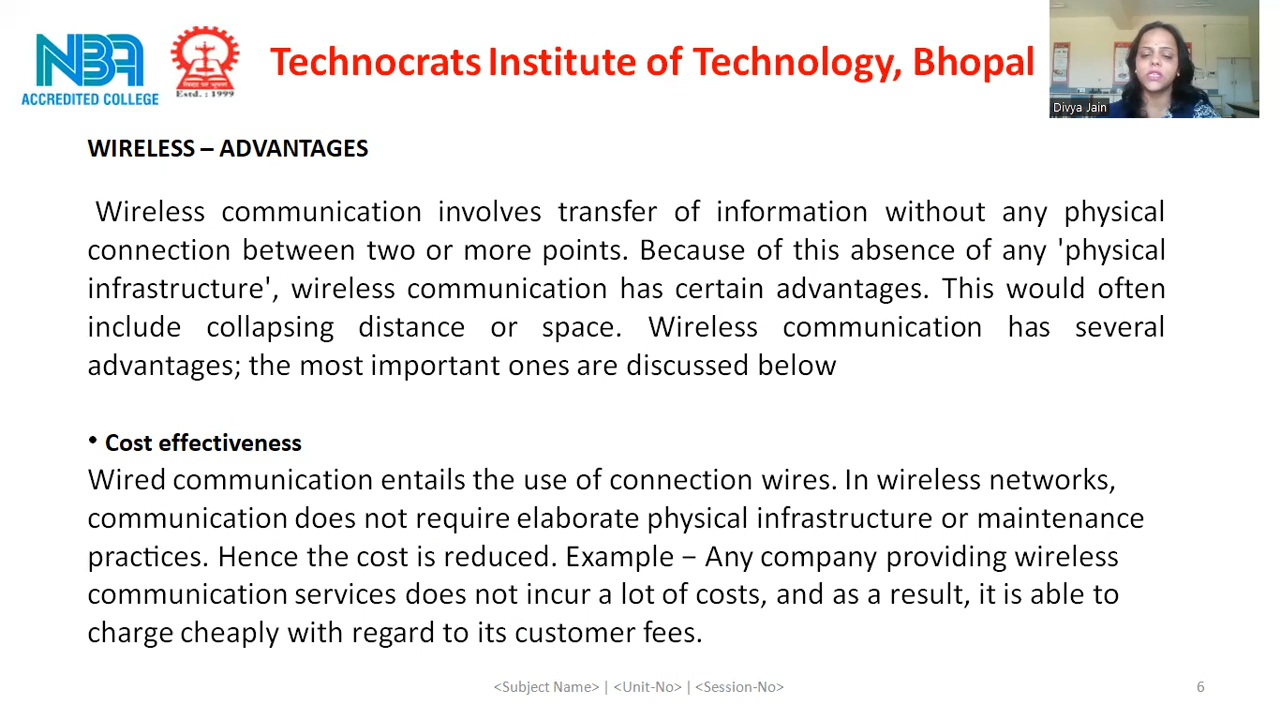 NBA
ACCREDITED COLLEGE
Estd. : 1999
Technocrats Institute of Technology, Bhopal
Divya Jain
WIRELESS – ADVANTAGES
Wireless communication involves transfer of information without any physical
connection between two or more points. Because of this absence of any 'physical
infrastructure', wireless communication has certain advantages. This would often
include collapsing distance or space. Wireless communication has several
advantages; the most important ones are discussed below
• Cost effectiveness
Wired communication entails the use of connection wires. In wireless networks,
communication does not require elaborate physical infrastructure or maintenance
practices. Hence the cost is reduced. Example − Any company providing wireless
communication services does not incur a lot of costs, and as a result, it is able to
charge cheaply with regard to its customer fees.
<Subject Name> | <Unit-No> | <Session-No>
6